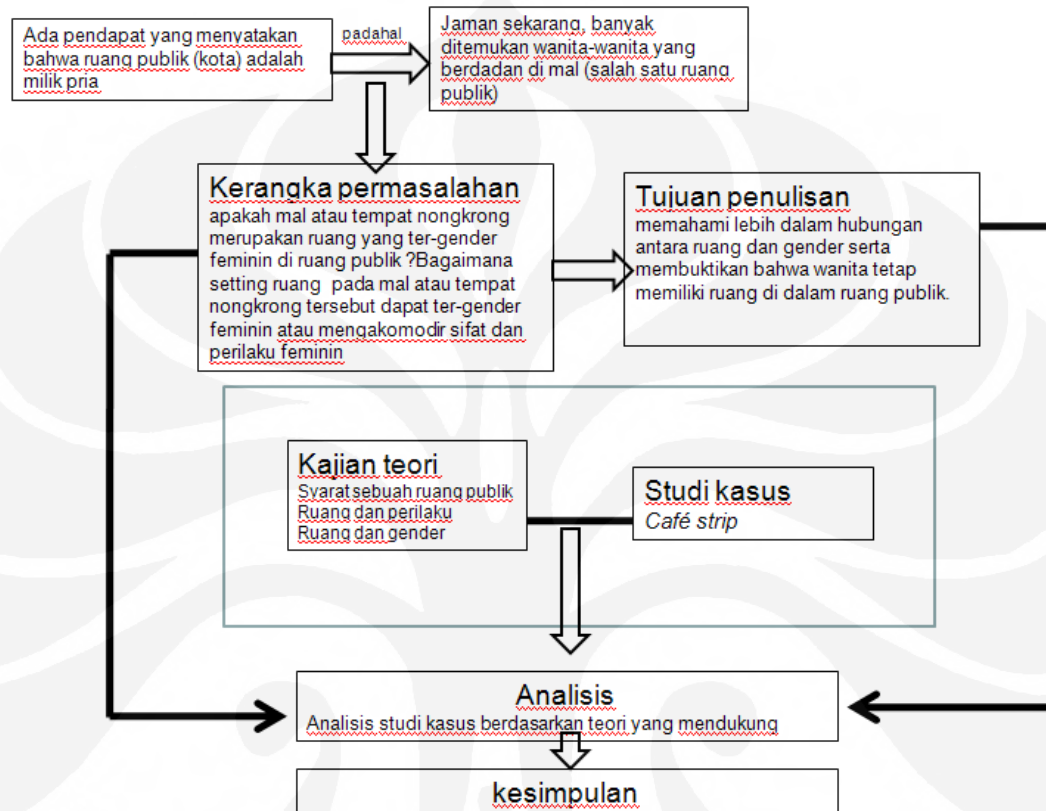 Ada pendapat yang menyatakan
bahwa ruang publik (kota) adalah
milik pria
padahal
Jaman sekarang, banyak
ditemukan wanita-wanita yang
berdadan di mal (salah satu ruang
publik)
Kerangka permasalahan
apakah mal atau tempat nongkrong
merupakan ruang yang ter-gender
feminin di ruang publik ?Bagaimana
setting ruang pada mal atau tempat
nongkrong tersebut dapat ter-gender
feminin atau mengakomodir sifat dan
perilaku feminin
Tujuan penulisan
memahami lebih dalam hubungan
antara ruang dan gender serta
membuktikan bahwa wanita tetap
memiliki ruang di dalam ruang publik.
Kajian teori
Syarat sebuah ruang publik
Ruang dan perilaku
Ruang dan gender
Studi kasus
Café strip
Analisis
Analisis studi kasus berdasarkan teori yang mendukung
kesimpulan